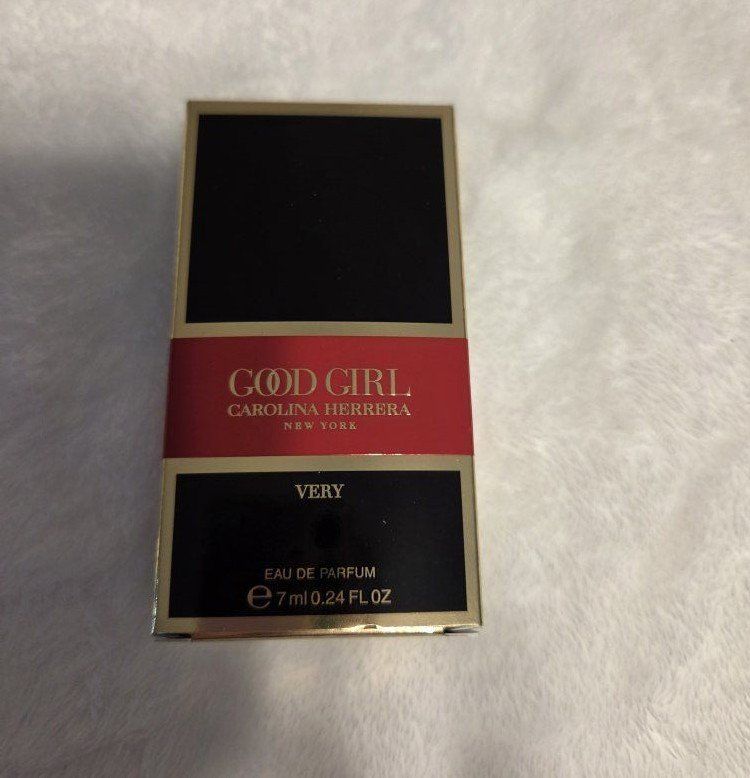 GOOD GIRL
CAROLINA HERRERA
NEW YORK
VERY
EAU DE PARFUM
℮ 7 ml 0.24 FL OZ